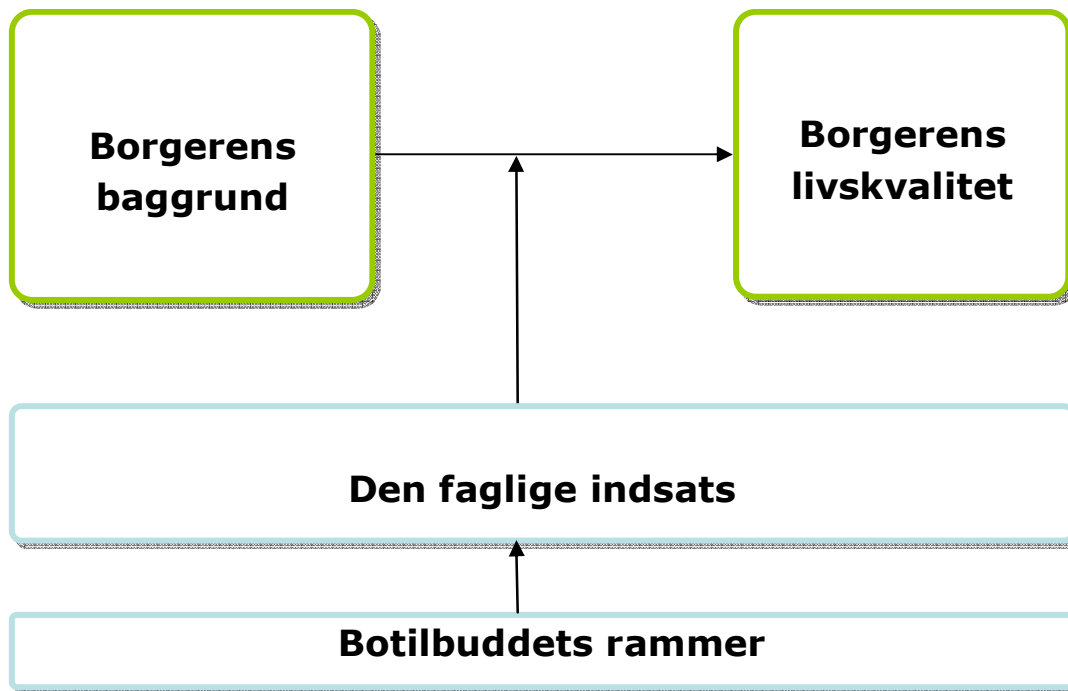 Borgerens
baggrund
Borgerens
livskvalitet
Den faglige indsats
Botilbuddets rammer